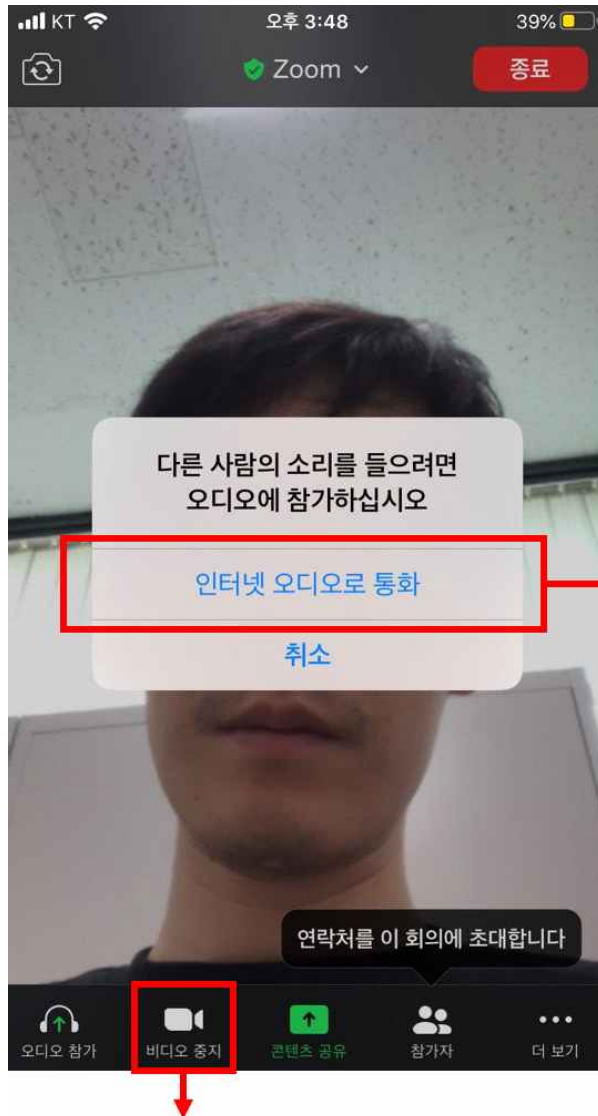 KT 오후 3:48 39%
Zoom 종료
다른 사람의 소리를 들으려면
오디오에 참가하십시오
인터넷 오디오로 통화
취소
연락처를 이 회의에 초대합니다
오디오 참가 비디오 중지 콘텐츠 공유 참가자 더 보기